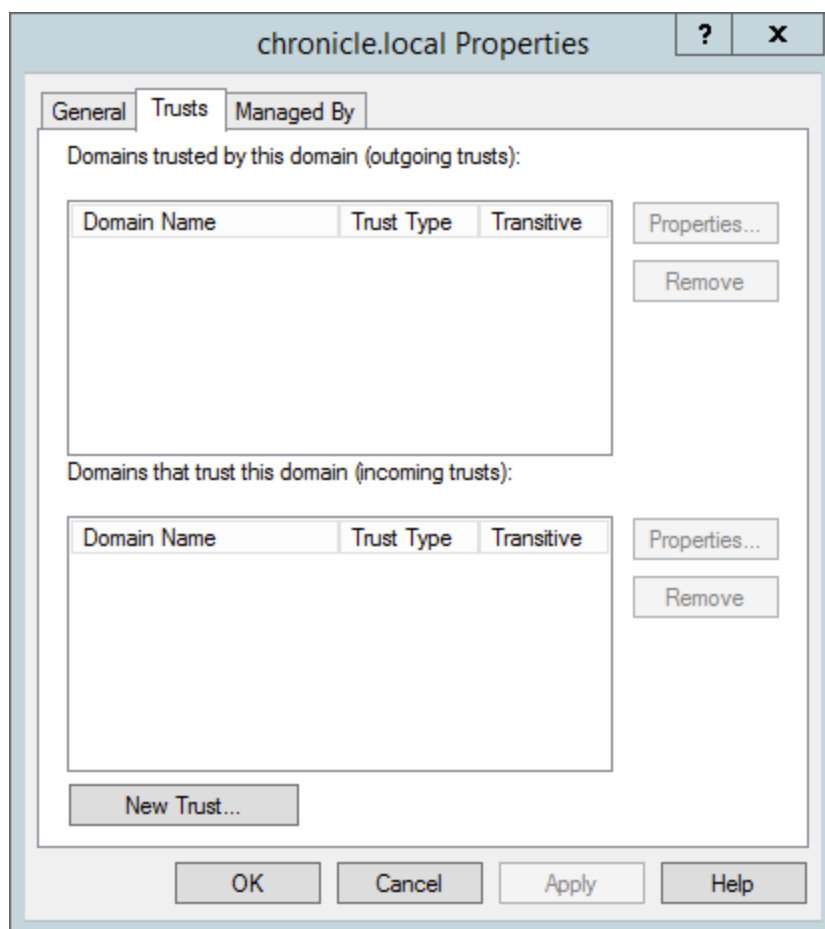 chronicle.local Properties
? x
General Trusts Managed By
Domains trusted by this domain (outgoing trusts):
Domain Name Trust Type Transitive
Properties...
Remove
Domains that trust this domain (incoming trusts):
Domain Name Trust Type Transitive
Properties...
Remove
New Trust...
OK Cancel Apply Help